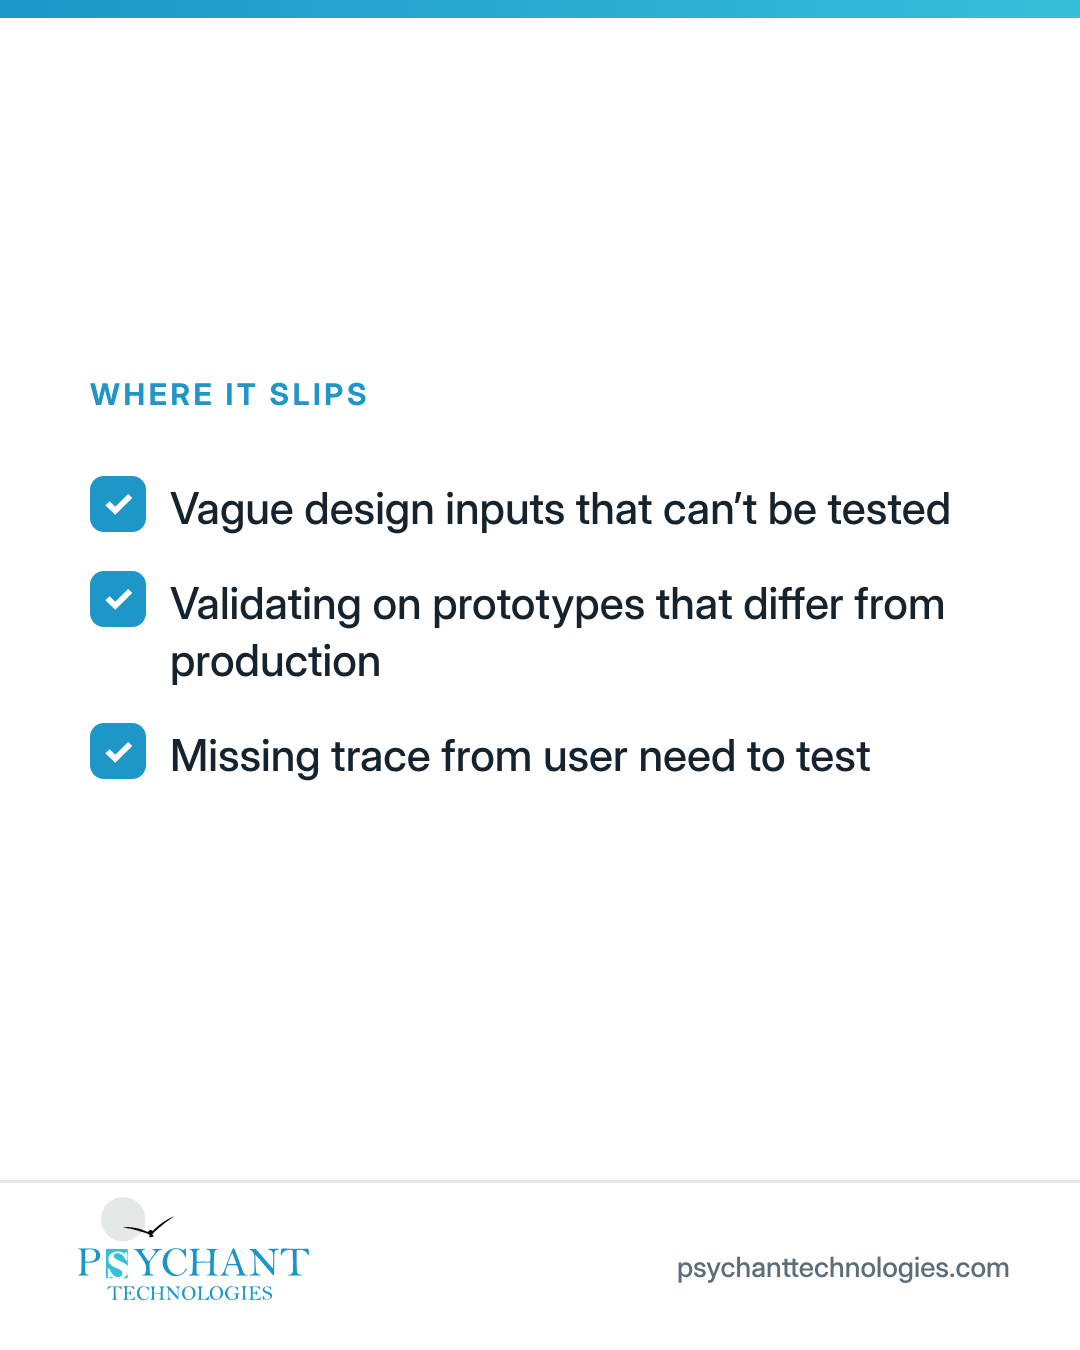 WHERE IT SLIPS
Vague design inputs that can’t be tested
Validating on prototypes that differ from
production
Missing trace from user need to test
PSYCHANT
TECHNOLOGIES
psychanttechnologies.com